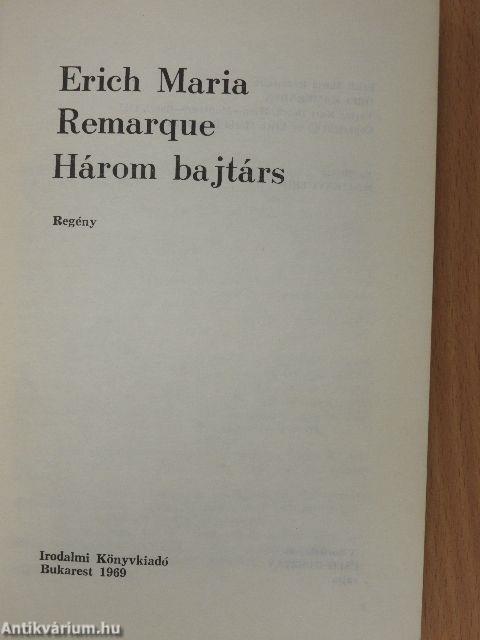 Erich Maria
Remarque
Három bajtárs
Regény
Irodalmi Könyvkiadó
Bukarest 1969
Antikvárium.hu